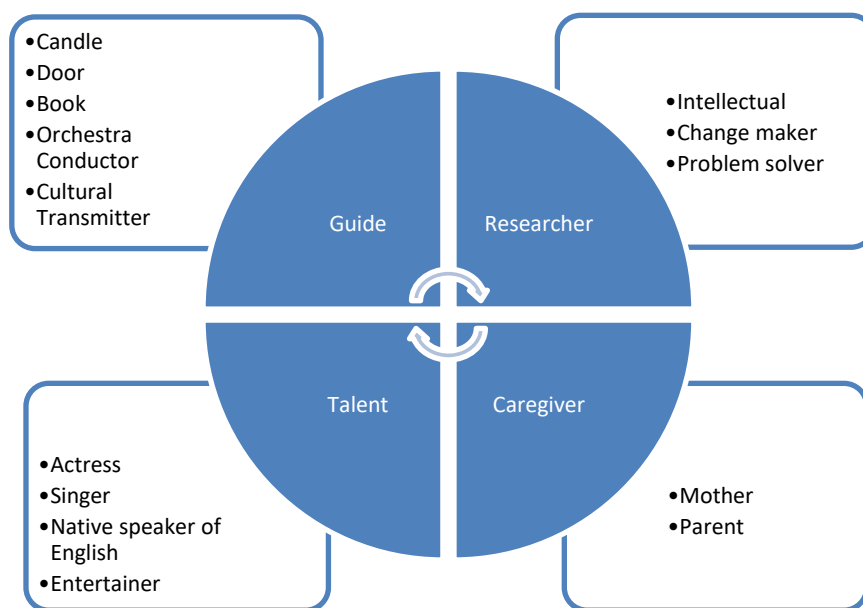 •Candle
•Door
•Book
•Orchestra
Conductor
•Cultural
Transmitter
•Intellectual
•Change maker
•Problem solver
Guide
Researcher
Talent
Caregiver
•Actress
•Singer
•Native speaker of
English
•Entertainer
•Mother
•Parent